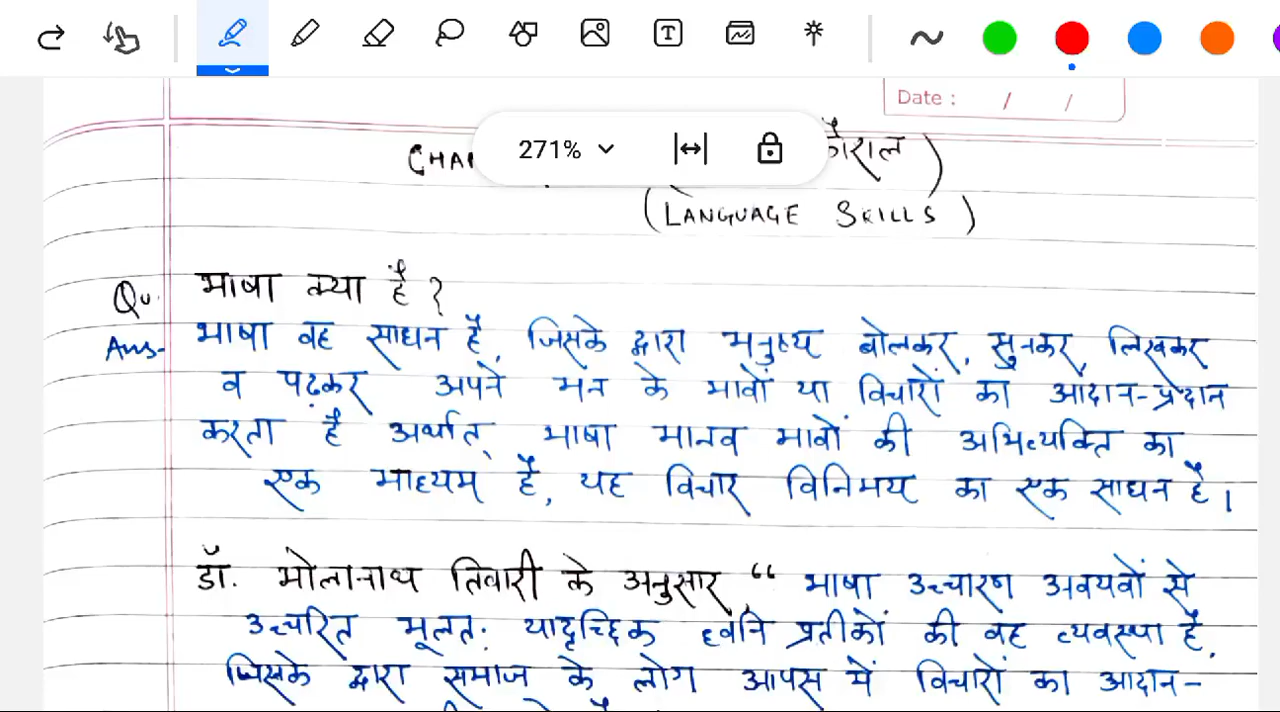 Date : / /
271%
(LANGUAGE SKILLS)
Qu. भाषा क्या है ?
Ans- भाषा वह साधन है, जिसके द्वारा मनुष्य बोलकर, सुनकर, लिखकर
व पढ़कर अपने मन के भावों या विचारों का आदान-प्रदान
करता है अर्थात् भाषा मानव भावों की अभिव्यक्ति का
एक माध्यम है, यह विचार विनिमय का एक साधन है।
डॉ. भोलानाथ तिवारी के अनुसार, “ भाषा उच्चारण अवयवों से
उच्चरित मूलत: यादृच्छिक ध्वनि प्रतीकों की वह व्यवस्था है,
जिसके द्वारा समाज के लोग आपस में विचारों का आदान-